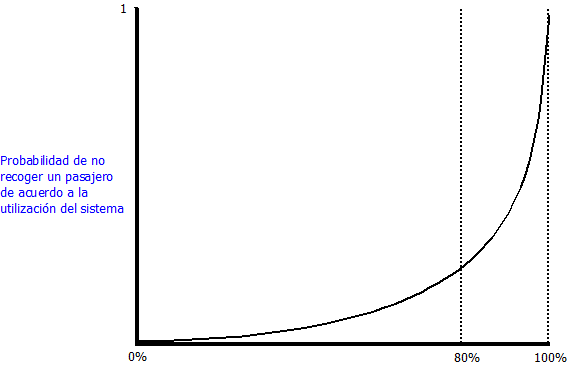 1
Probabilidad de no
recoger un pasajero
de acuerdo a la
utilización del sistema
0%
80%
100%